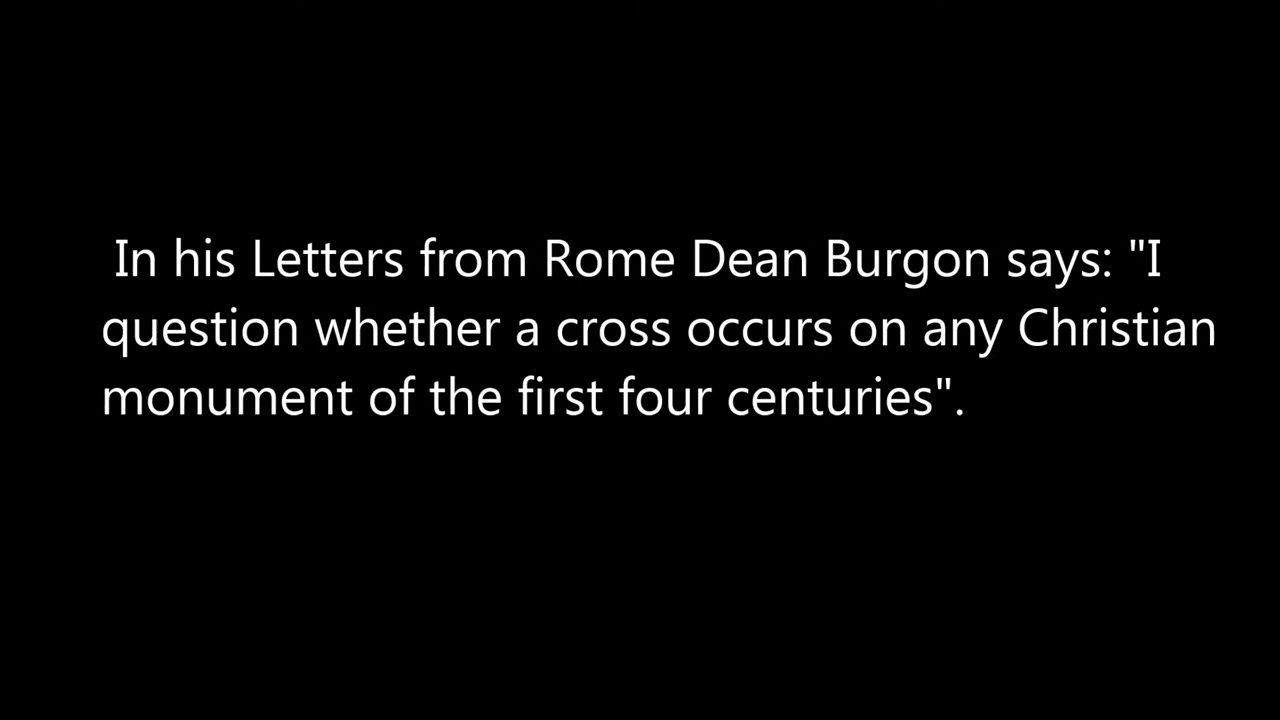 In his Letters from Rome Dean Burgon says: "I
question whether a cross occurs on any Christian
monument of the first four centuries".